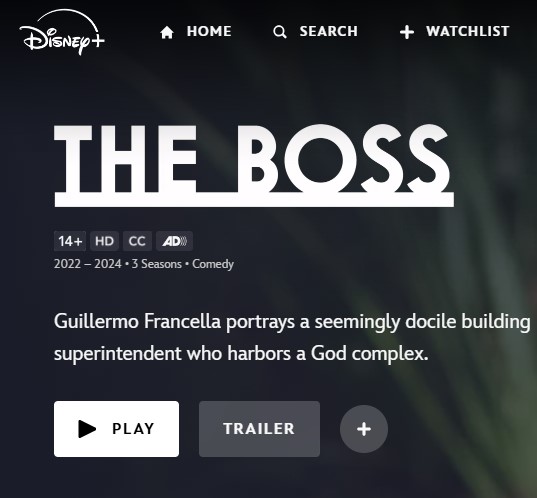 Disney+
HOME
SEARCH
WATCHLIST
THE BOSS
14+ HD CC AD
2022 – 2024 • 3 Seasons • Comedy
Guillermo Francella portrays a seemingly docile building
superintendent who harbors a God complex.
PLAY
TRAILER